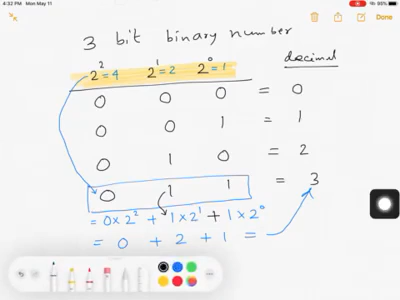 4:32 PM Mon May 11
86%
Done
3 bit binary number
decimal
2² = 4 2¹ = 2 2⁰ = 1
0 0 0 = 0
0 0 1 = 1
0 1 0 = 2
0 1 1 = 3
= 0 x 2² + 1 x 2¹ + 1 x 2⁰
= 0 + 2 + 1 =